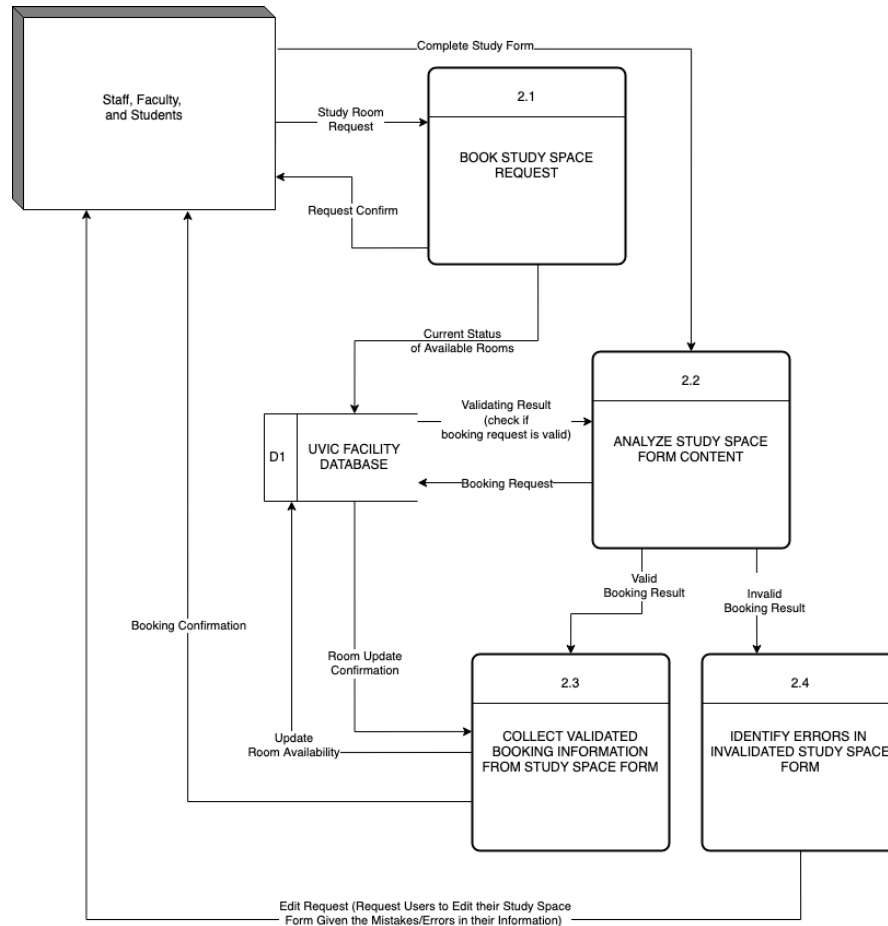 Complete Study Form
Staff, Faculty,
and Students
Study Room
Request
2.1
BOOK STUDY SPACE
REQUEST
Request Confirm
Current Status
of Available Rooms
2.2
Validating Result
(check if
booking request is valid)
ANALYZE STUDY SPACE
FORM CONTENT
D1
UVIC FACILITY
DATABASE
Booking Request
Valid
Booking Result
Invalid
Booking Result
Booking Confirmation
Room Update
Confirmation
2.3
2.4
Update
Room Availability
COLLECT VALIDATED
BOOKING INFORMATION
FROM STUDY SPACE FORM
IDENTIFY ERRORS IN
INVALIDATED STUDY SPACE
FORM
Edit Request (Request Users to Edit their Study Space
Form Given the Mistakes/Errors in their Information)